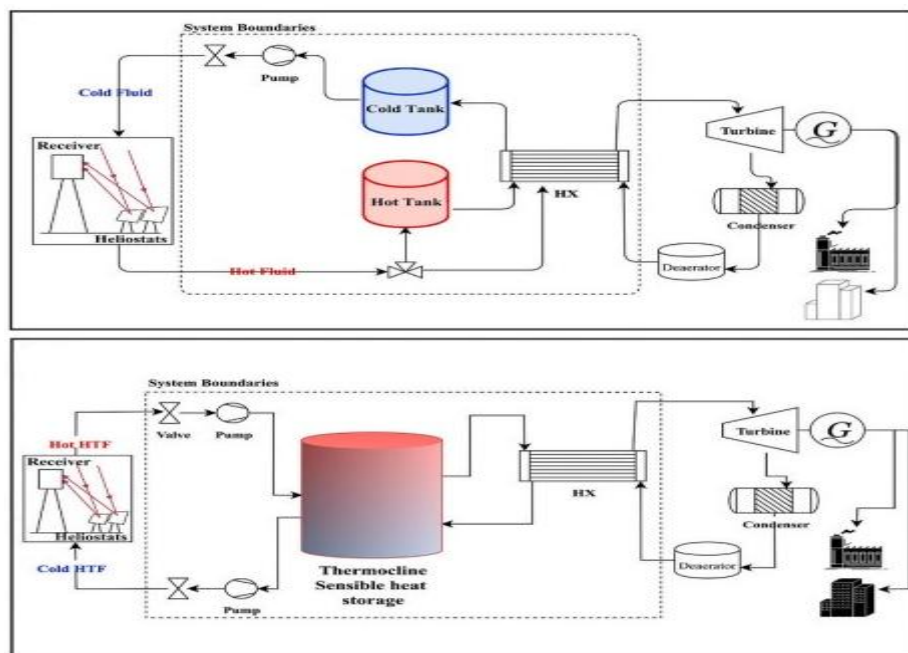 System Boundaries
Pump
Cold Fluid
Cold Tank
Turbine
G
Receiver
HX
Hot Tank
Condenser
Heliostats
Hot Fluid
Deaerator
System Boundaries
Hot HTF
Valve
Pump
Turbine
G
Receiver
HX
Heliostats
Condenser
Cold HTF
Thermocline
Sensible heat
storage
Deaerator
Pump